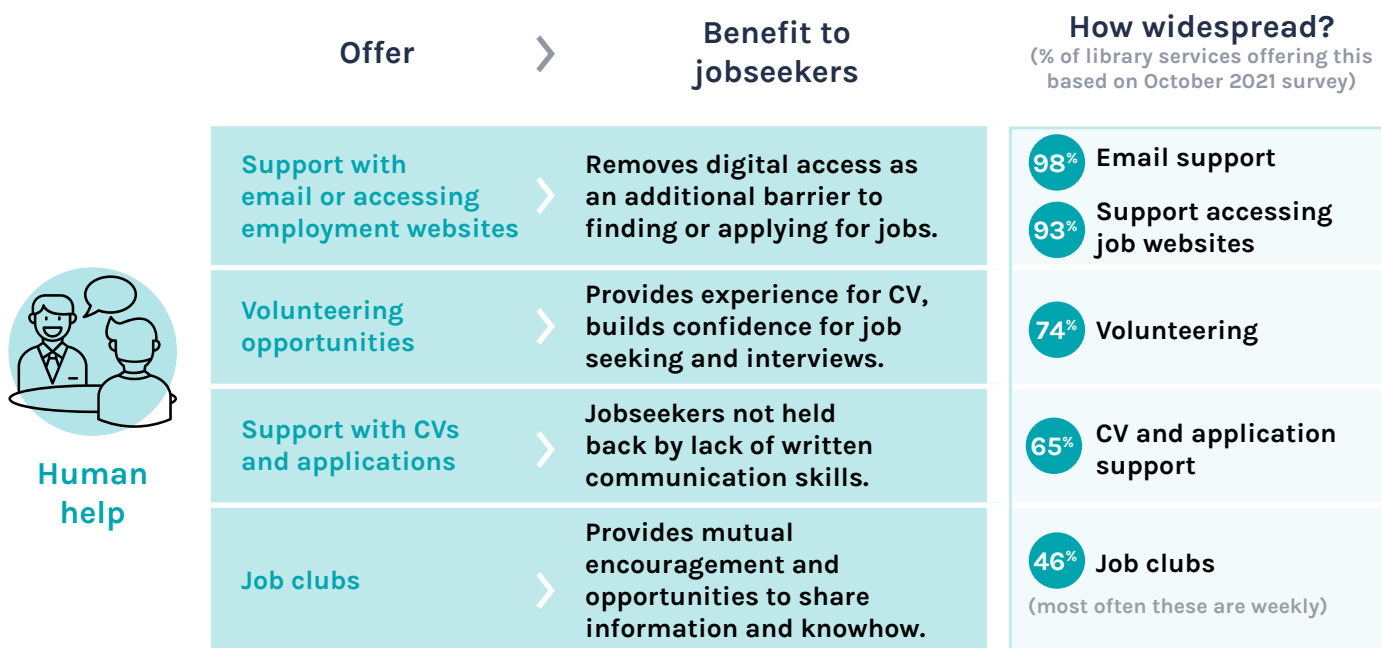 Offer
Benefit to
jobseekers
How widespread?
(% of library services offering this
based on October 2021 survey)
Human
help
Support with
email or accessing
employment websites
Removes digital access as
an additional barrier to
finding or applying for jobs.
98% Email support
93% Support accessing
job websites
Volunteering
opportunities
Provides experience for CV,
builds confidence for job
seeking and interviews.
74% Volunteering
Support with CVs
and applications
Jobseekers not held
back by lack of written
communication skills.
65% CV and application
support
Job clubs
Provides mutual
encouragement and
opportunities to share
information and knowhow.
46% Job clubs
(most often these are weekly)